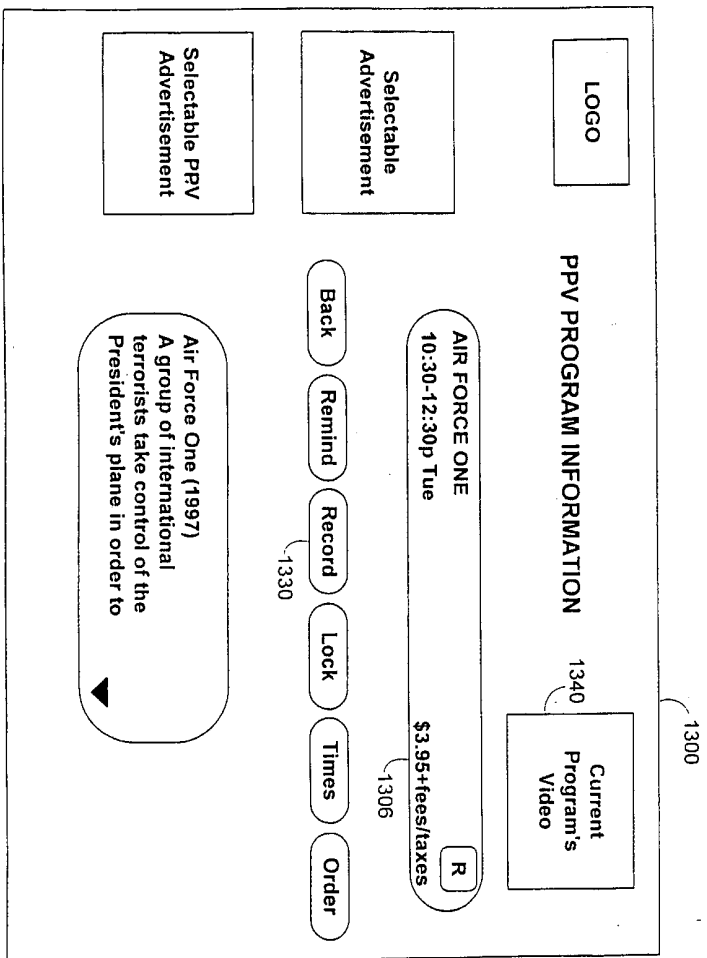 1300
LOGO
PPV PROGRAM INFORMATION
1340
Current
Program's
Video
Selectable
Advertisement
AIR FORCE ONE
10:30-12:30p Tue
R
$3.95+fees/taxes
1306
Back
Remind
Record
Lock
Times
Order
1330
Selectable PPV
Advertisement
Air Force One (1997)
A group of international
terrorists take control of the
President's plane in order to